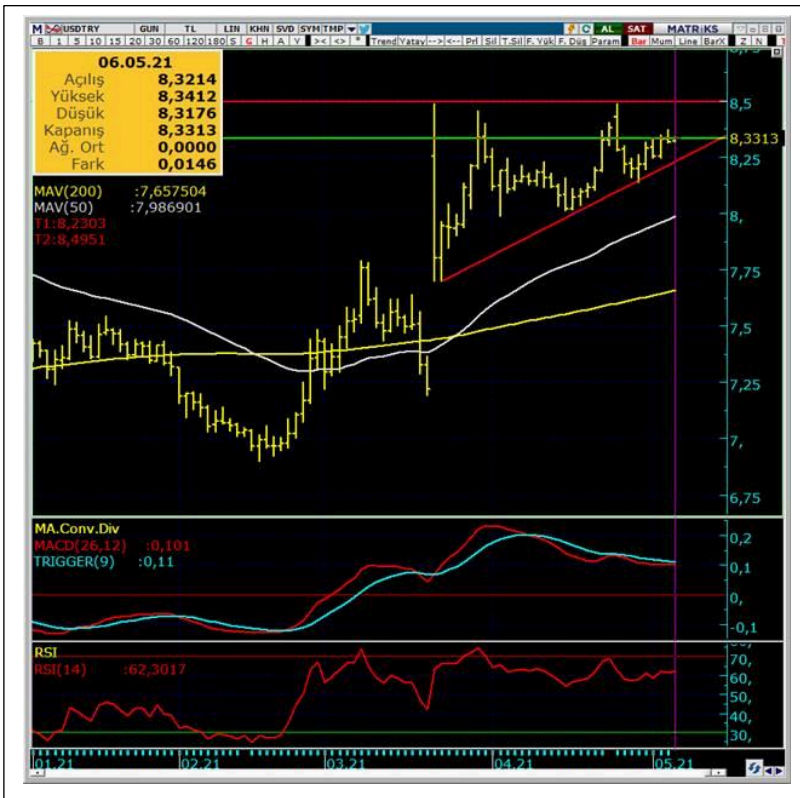 M USDTRY GUN TL LIN KHN SVD SYM TMP AL SAT MATRİKS
B 1 5 10 15 20 30 60 120 180 S G H A Y >< <> * Trend Yatay --> <-- Prl Sil T.Sil F. Yük F. Düş Param Bar Mum Line BarX Z N
06.05.21
Açılış 8,3214
Yüksek 8,3412
Düşük 8,3176
Kapanış 8,3313
Ağ. Ort 0,0000
Fark 0,0146
MAV(200) :7,657504
MAV(50) :7,986901
T1:8,2303
T2:8,4951
8,75
8,5
8,3313
8,25
8,
7,75
7,5
7,25
7,
6,75
MA.Conv.Div
MACD(26,12) :0,101
TRIGGER(9) :0,11
0,2
0,1
0,
-0,1
RSI
RSI(14) :62,3017
70,
60,
50,
40,
30,
01.21 02.21 03.21 04.21 05.21